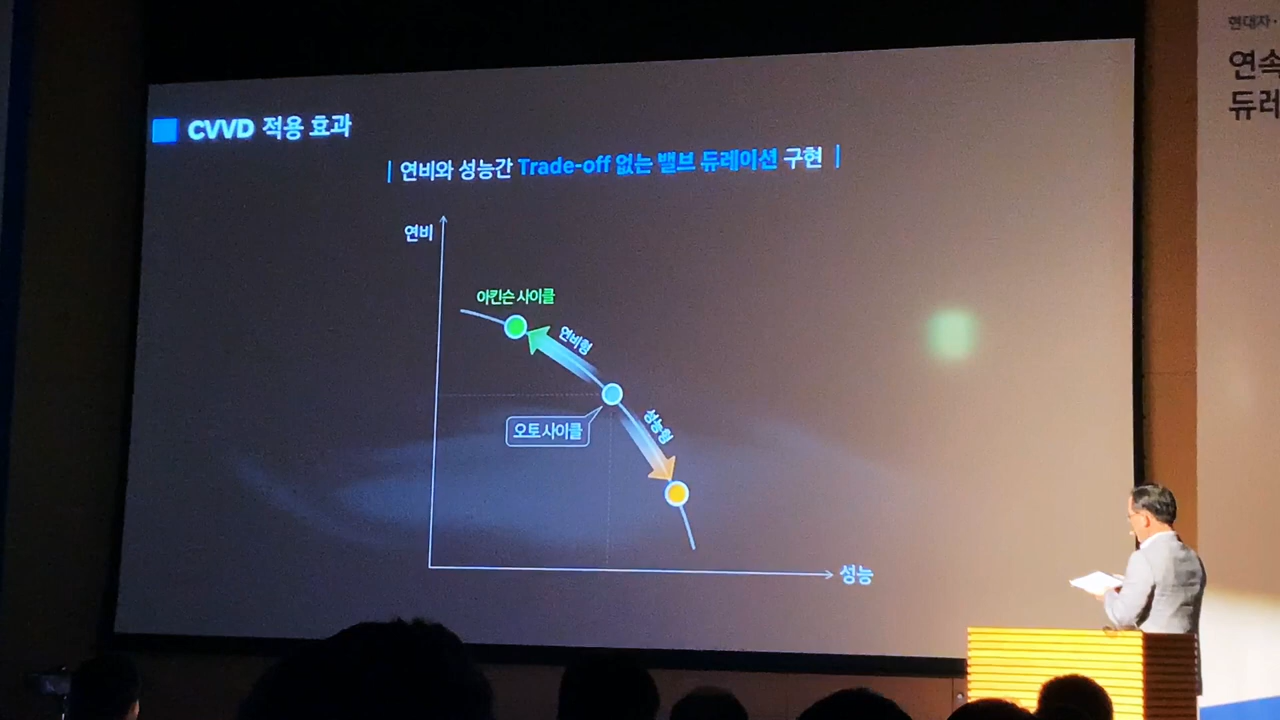 CVVD 적용 효과
| 연비와 성능간 Trade-off 없는 밸브 듀레이션 구현 |
연비
아킨슨 사이클
연비형
오토 사이클
성능형
성능
현대자·
연속
듀레